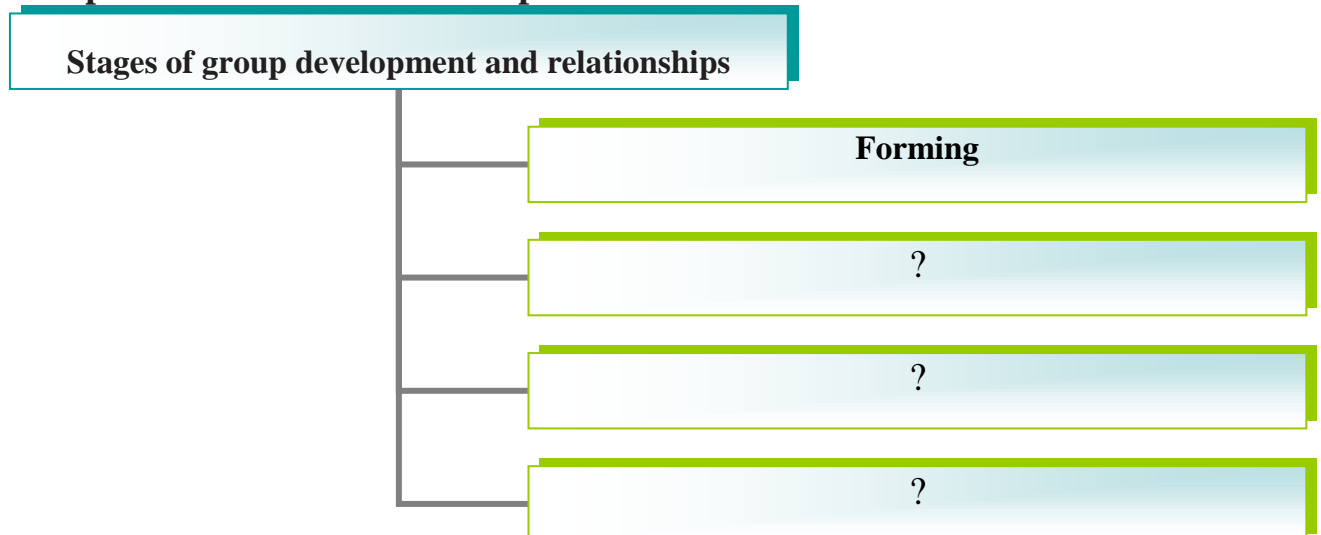 Stages of group development and relationships
Forming
?
?
?